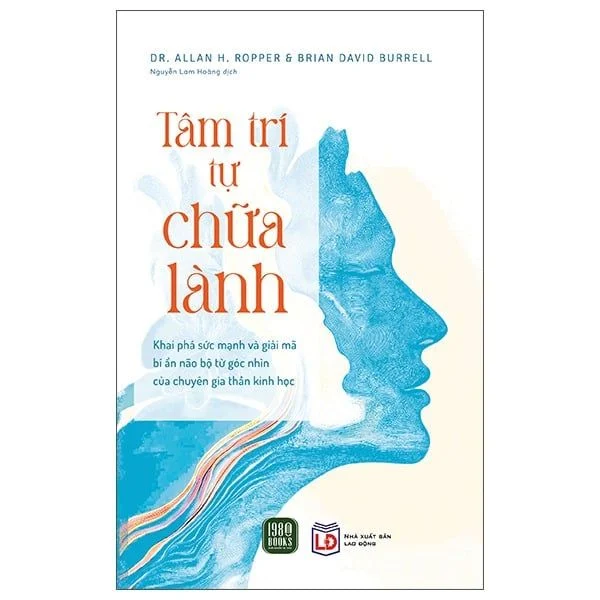 DR. ALLAN H. ROPPER & BRIAN DAVID BURRELL
Nguyễn Lam Hoàng dịch
Tâm trí
tự
chữa
lành
Khai phá sức mạnh và giải mã
bí ẩn não bộ từ góc nhìn
của chuyên gia thần kinh học
1980
BOOKS
LĐ
NHÀ XUẤT BẢN
LAO ĐỘNG